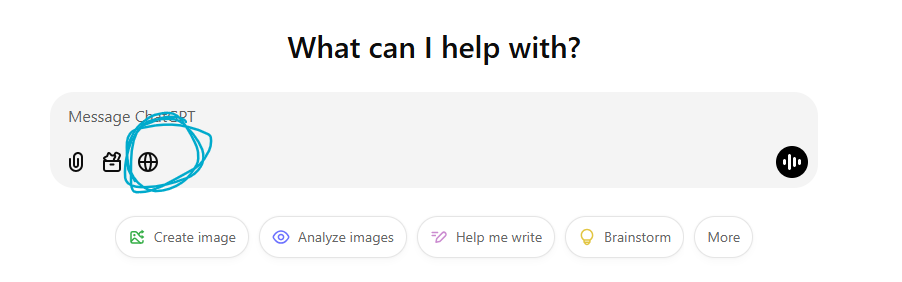 What can I help with?
Message ChatGPT
Create image
Analyze images
Help me write
Brainstorm
More